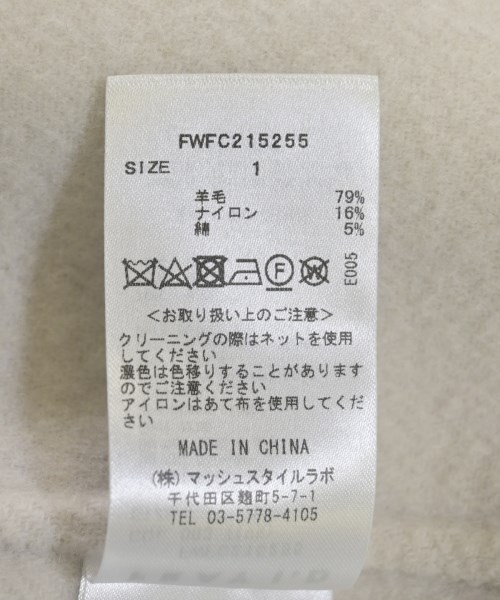 FWFC215255
SIZE 1
羊毛 79%
ナイロン 16%
綿 5%
F W E005
<お取り扱い上のご注意>
クリーニングの際はネットを使用
してください
濃色は色移りすることがあります
のでご注意ください
アイロンはあて布を使用してくだ
さい
MADE IN CHINA
(株)マッシュスタイルラボ
千代田区麹町5-7-1
TEL 03-5778-4105